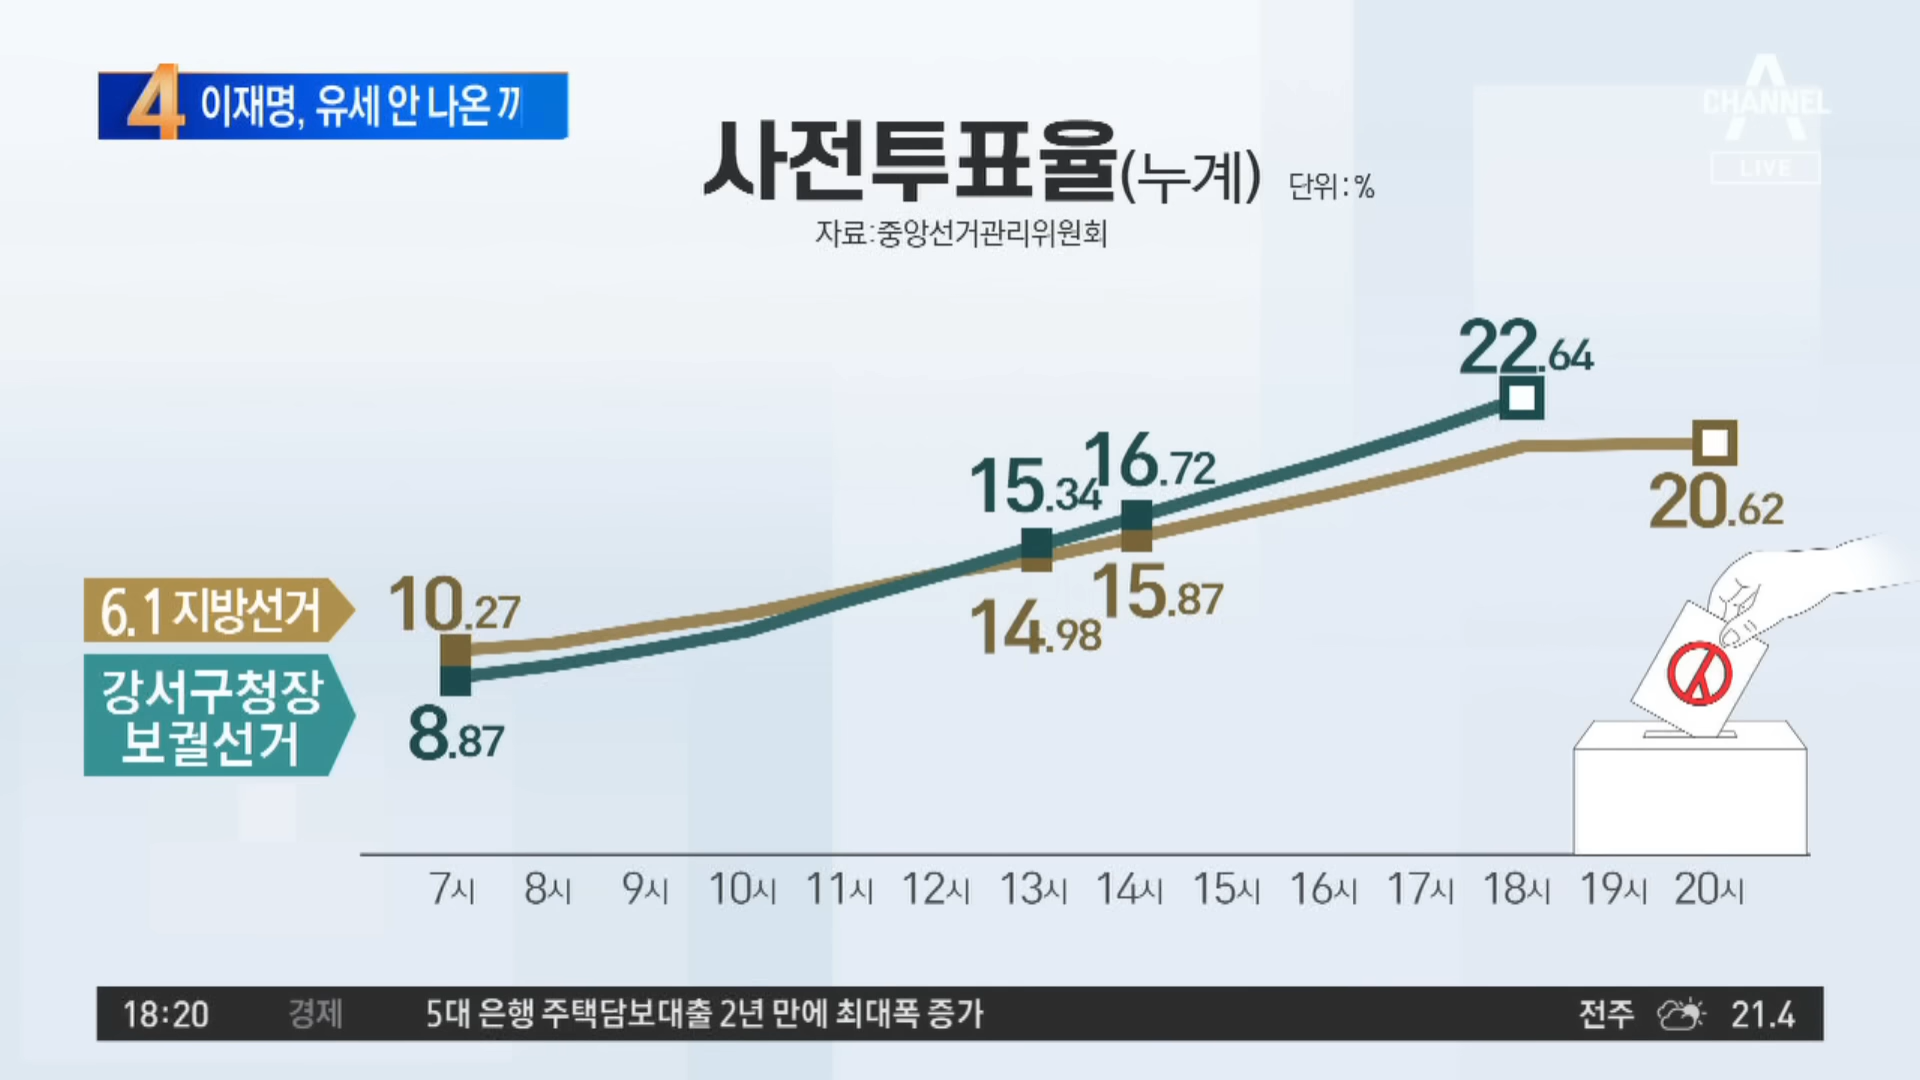 4 이재명, 유세 안 나온
CHANNEL A
LIVE
사전투표율(누계) 단위:%
자료:중앙선거관리위원회
22.64
16.72
15.34
20.62
6.1 지방선거
10.27
15.87
14.98
강서구청장
보궐선거
8.87
7시 8시 9시 10시 11시 12시 13시 14시 15시 16시 17시 18시 19시 20시
18:20 경제 5대 은행 주택담보대출 2년 만에 최대폭 증가 전주 21.4